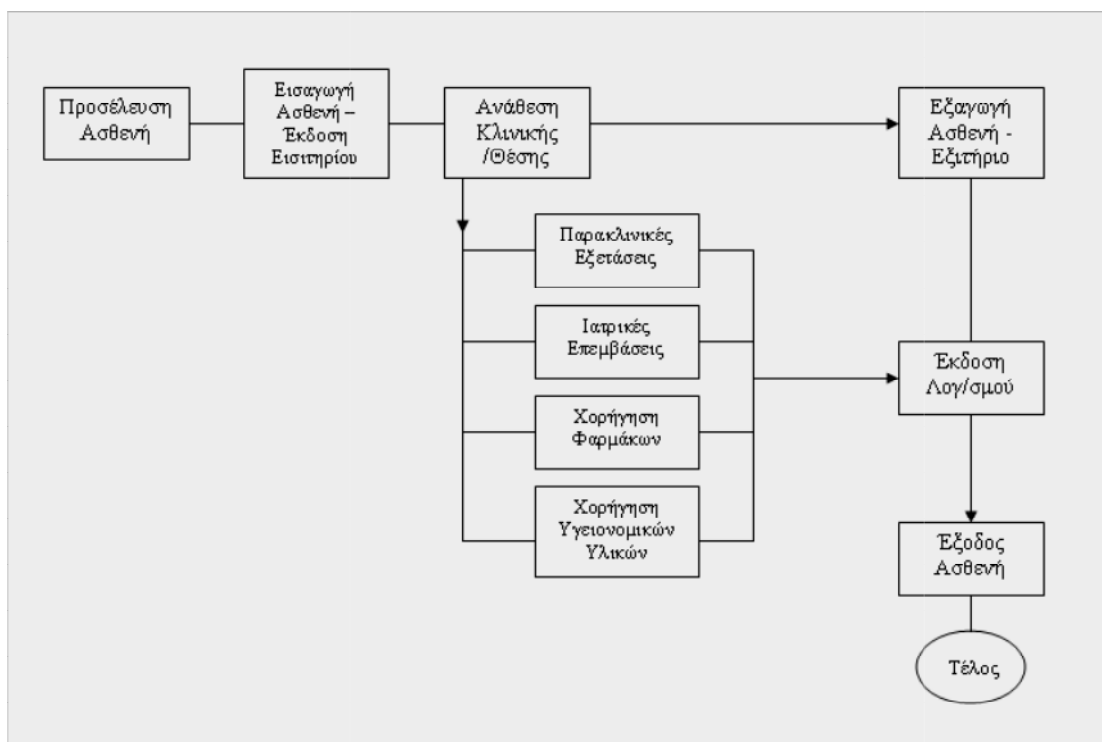 Προσέλευση
Ασθενή
Εισαγωγή
Ασθενή –
Έκδοση
Εισιτηρίου
Ανάθεση
Κλινικής
/Θέσης
Εξαγωγή
Ασθενή -
Εξιτήριο
Παρακλινικές
Εξετάσεις
Ιατρικές
Επεμβάσεις
Χορήγηση
Φαρμάκων
Χορήγηση
Υγειονομικών
Υλικών
Έκδοση
Λογ/σμού
Έξοδος
Ασθενή
Τέλος